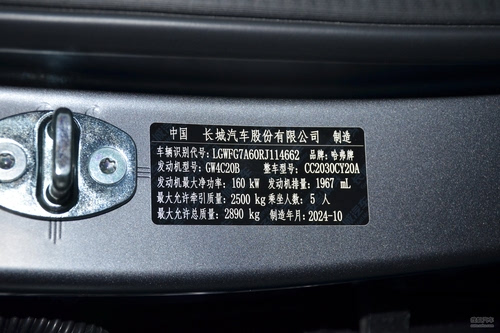 中国 长城汽车股份有限公司 制造
车辆识别代号: LGWFG7A60RJ114662 品牌: 哈弗牌
发动机型号: GW4C20B 整车型号: CC2030CY20A
发动机最大净功率: 160 kW 发动机排量: 1967 mL
最大允许牵引质量: 2500 kg 乘坐人数: 5 人
最大允许总质量: 2890 kg 制造年月: 2024-10